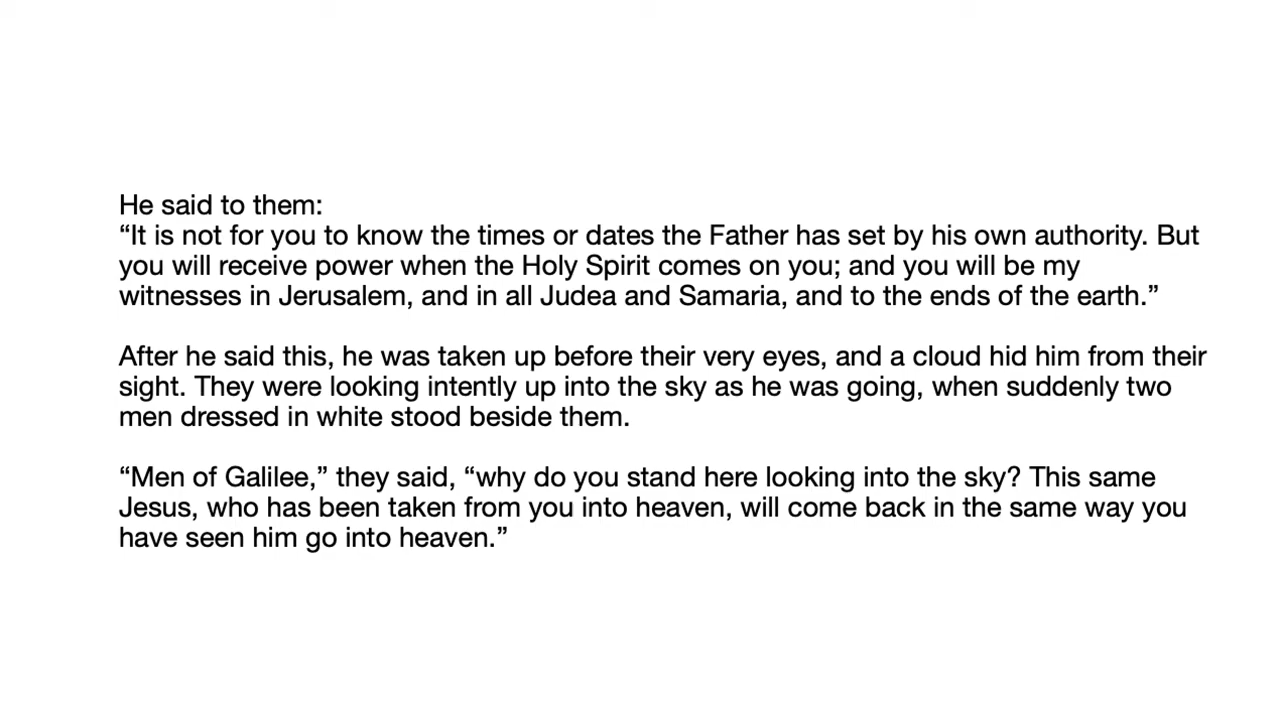 He said to them:
“It is not for you to know the times or dates the Father has set by his own authority. But
you will receive power when the Holy Spirit comes on you; and you will be my
witnesses in Jerusalem, and in all Judea and Samaria, and to the ends of the earth.”
After he said this, he was taken up before their very eyes, and a cloud hid him from their
sight. They were looking intently up into the sky as he was going, when suddenly two
men dressed in white stood beside them.
“Men of Galilee,” they said, “why do you stand here looking into the sky? This same
Jesus, who has been taken from you into heaven, will come back in the same way you
have seen him go into heaven.”